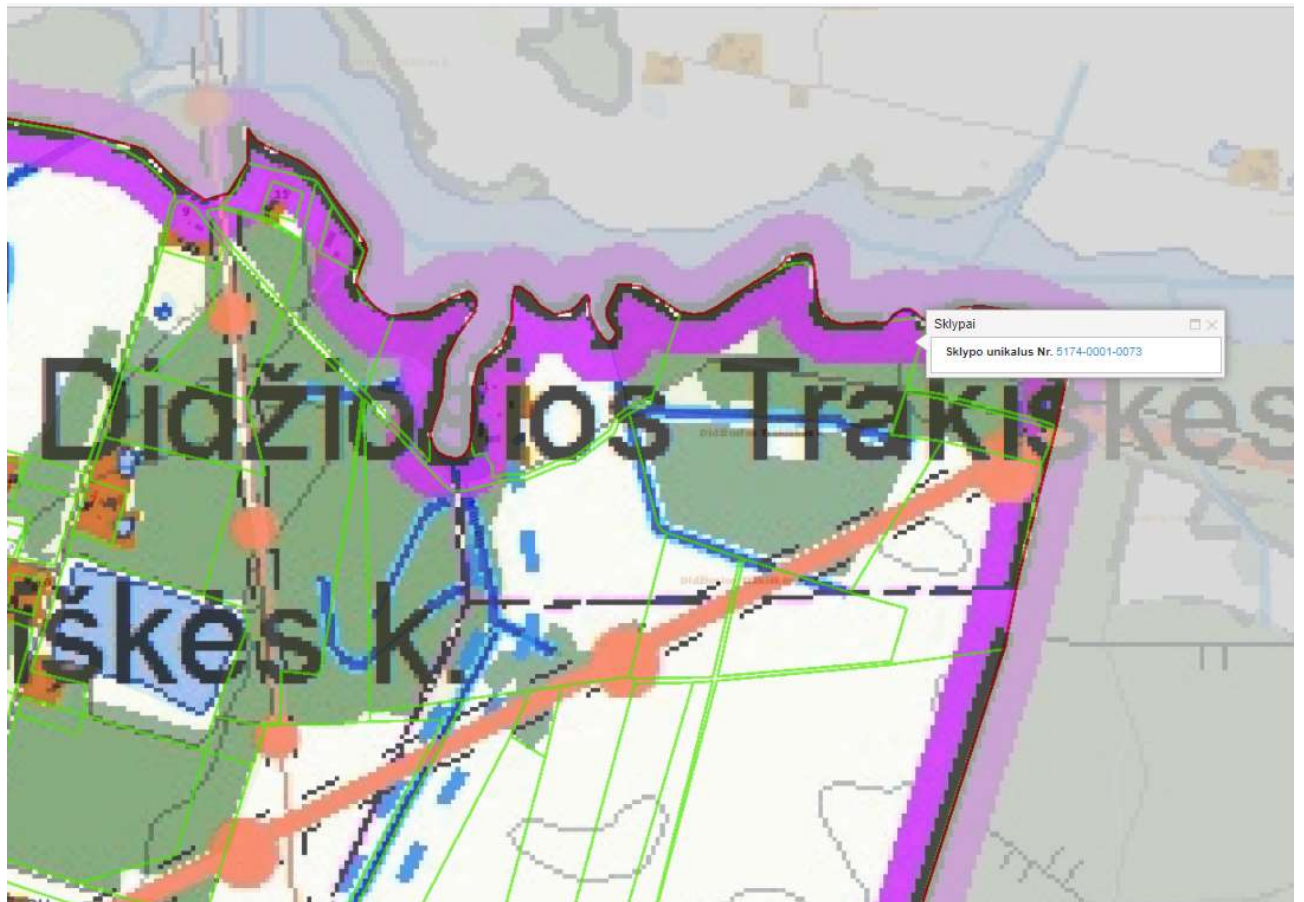 Sklypai
Sklypo unikalus Nr. 5174-0001-0073
Didžiosios Trakiškės
iškės k.